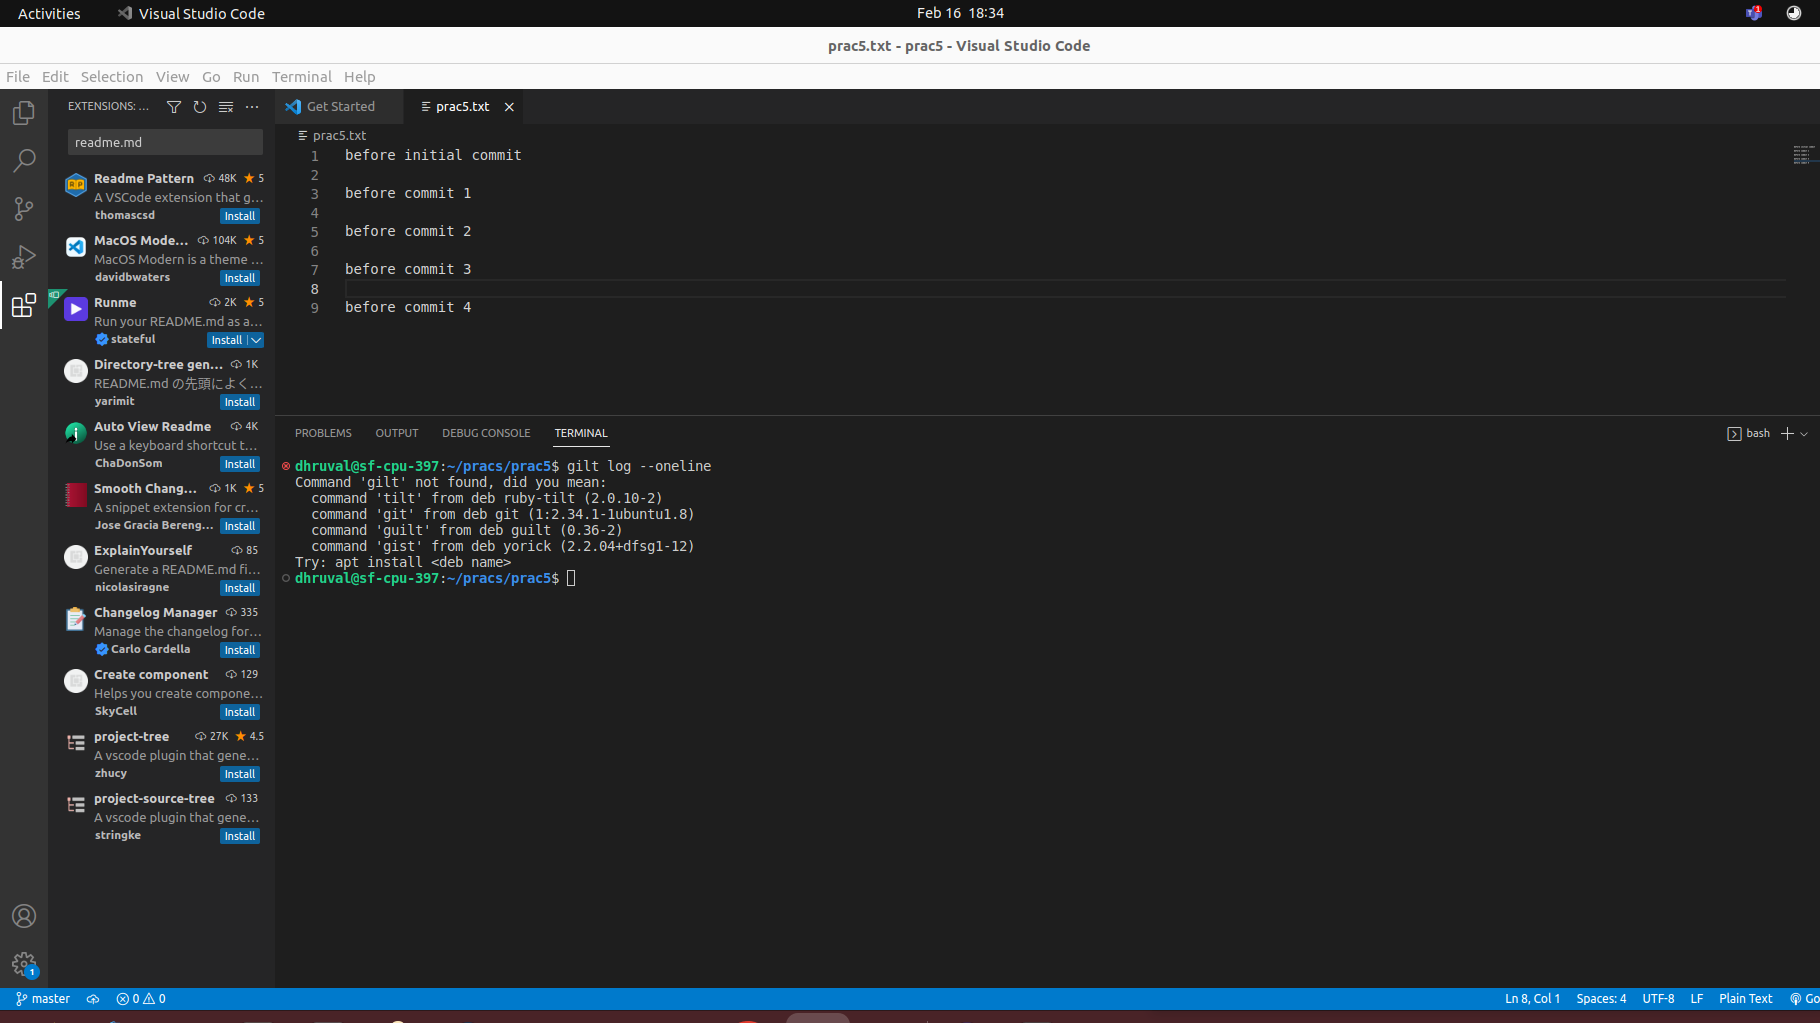 Activities Visual Studio Code Feb 16 18:34 1
prac5.txt - prac5 - Visual Studio Code
File Edit Selection View Go Run Terminal Help
EXTENSIONS: ...
readme.md
Readme Pattern 48K 5
A VSCode extension that g...
thomascsd Install
MacOS Mode... 104K 5
MacOS Modern is a theme ...
davidbwaters Install
Runme 2K 5
Run your README.md as a...
stateful Install
Directory-tree gen... 1K
README.md の先頭によく...
yarimit Install
Auto View Readme 4K
Use a keyboard shortcut t...
ChaDonSom Install
Smooth Chang... 1K 5
A snippet extension for cr...
Jose Gracia Bereng... Install
ExplainYourself 85
Generate a README.md fi...
nicolasiragne Install
Changelog Manager 335
Manage the changelog for...
Carlo Cardella Install
Create component 129
Helps you create compone...
SkyCell Install
project-tree 27K 4.5
A vscode plugin that gene...
zhucy Install
project-source-tree 133
A vscode plugin that gene...
stringke Install
1
Get Started prac5.txt
prac5.txt
1 before initial commit
2
3 before commit 1
4
5 before commit 2
6
7 before commit 3
8
9 before commit 4
PROBLEMS OUTPUT DEBUG CONSOLE TERMINAL bash
dhruval@sf-cpu-397:~/pracs/prac5$ gilt log --oneline
Command 'gilt' not found, did you mean:
command 'tilt' from deb ruby-tilt (2.0.10-2)
command 'git' from deb git (1:2.34.1-1ubuntu1.8)
command 'guilt' from deb guilt (0.36-2)
command 'gist' from deb yorick (2.2.04+dfsg1-12)
Try: apt install <deb name>
dhruval@sf-cpu-397:~/pracs/prac5$
master 0 0 Ln 8, Col 1 Spaces: 4 UTF-8 LF Plain Text Go